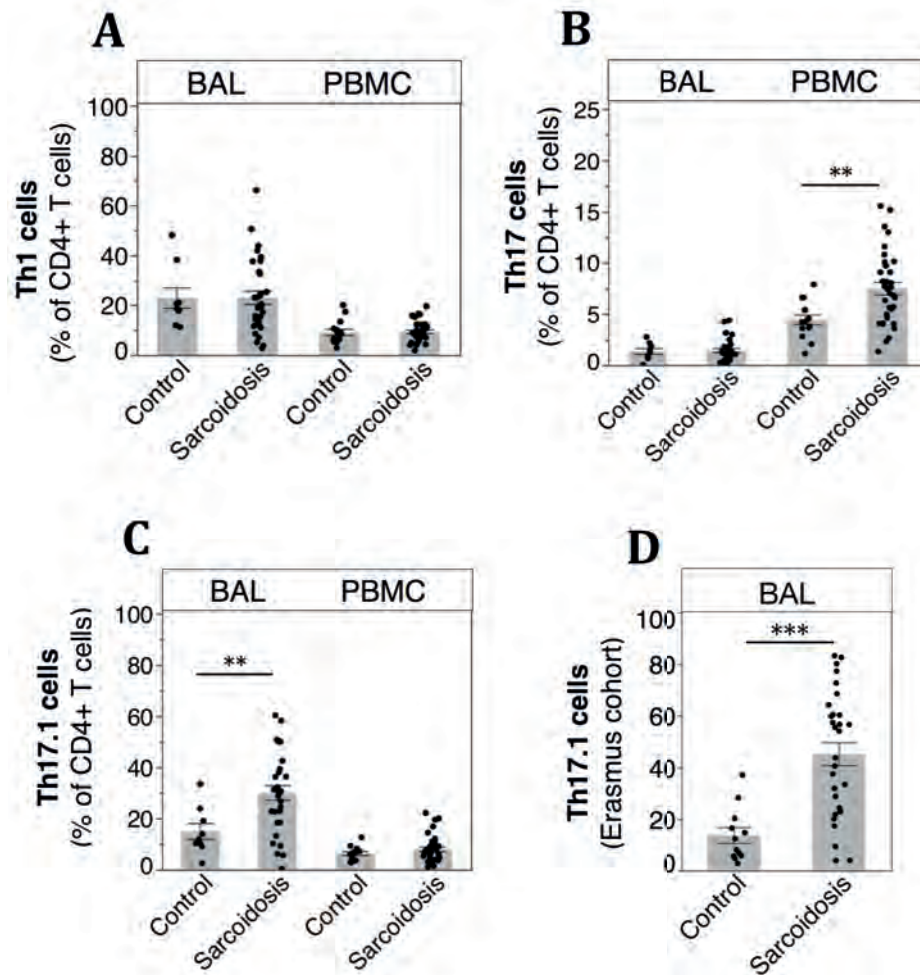 A
BAL PBMC
Th1 cells
(% of CD4+ T cells)
100
80
60
40
20
0
Control
Sarcoidosis
Control
Sarcoidosis
B
BAL PBMC
Th17 cells
(% of CD4+ T cells)
25
20
15
10
5
0
**
Control
Sarcoidosis
Control
Sarcoidosis
C
BAL PBMC
Th17.1 cells
(% of CD4+ T cells)
100
80
60
40
20
0
**
Control
Sarcoidosis
Control
Sarcoidosis
D
BAL
Th17.1 cells
(Erasmus cohort)
100
80
60
40
20
0
***
Control
Sarcoidosis